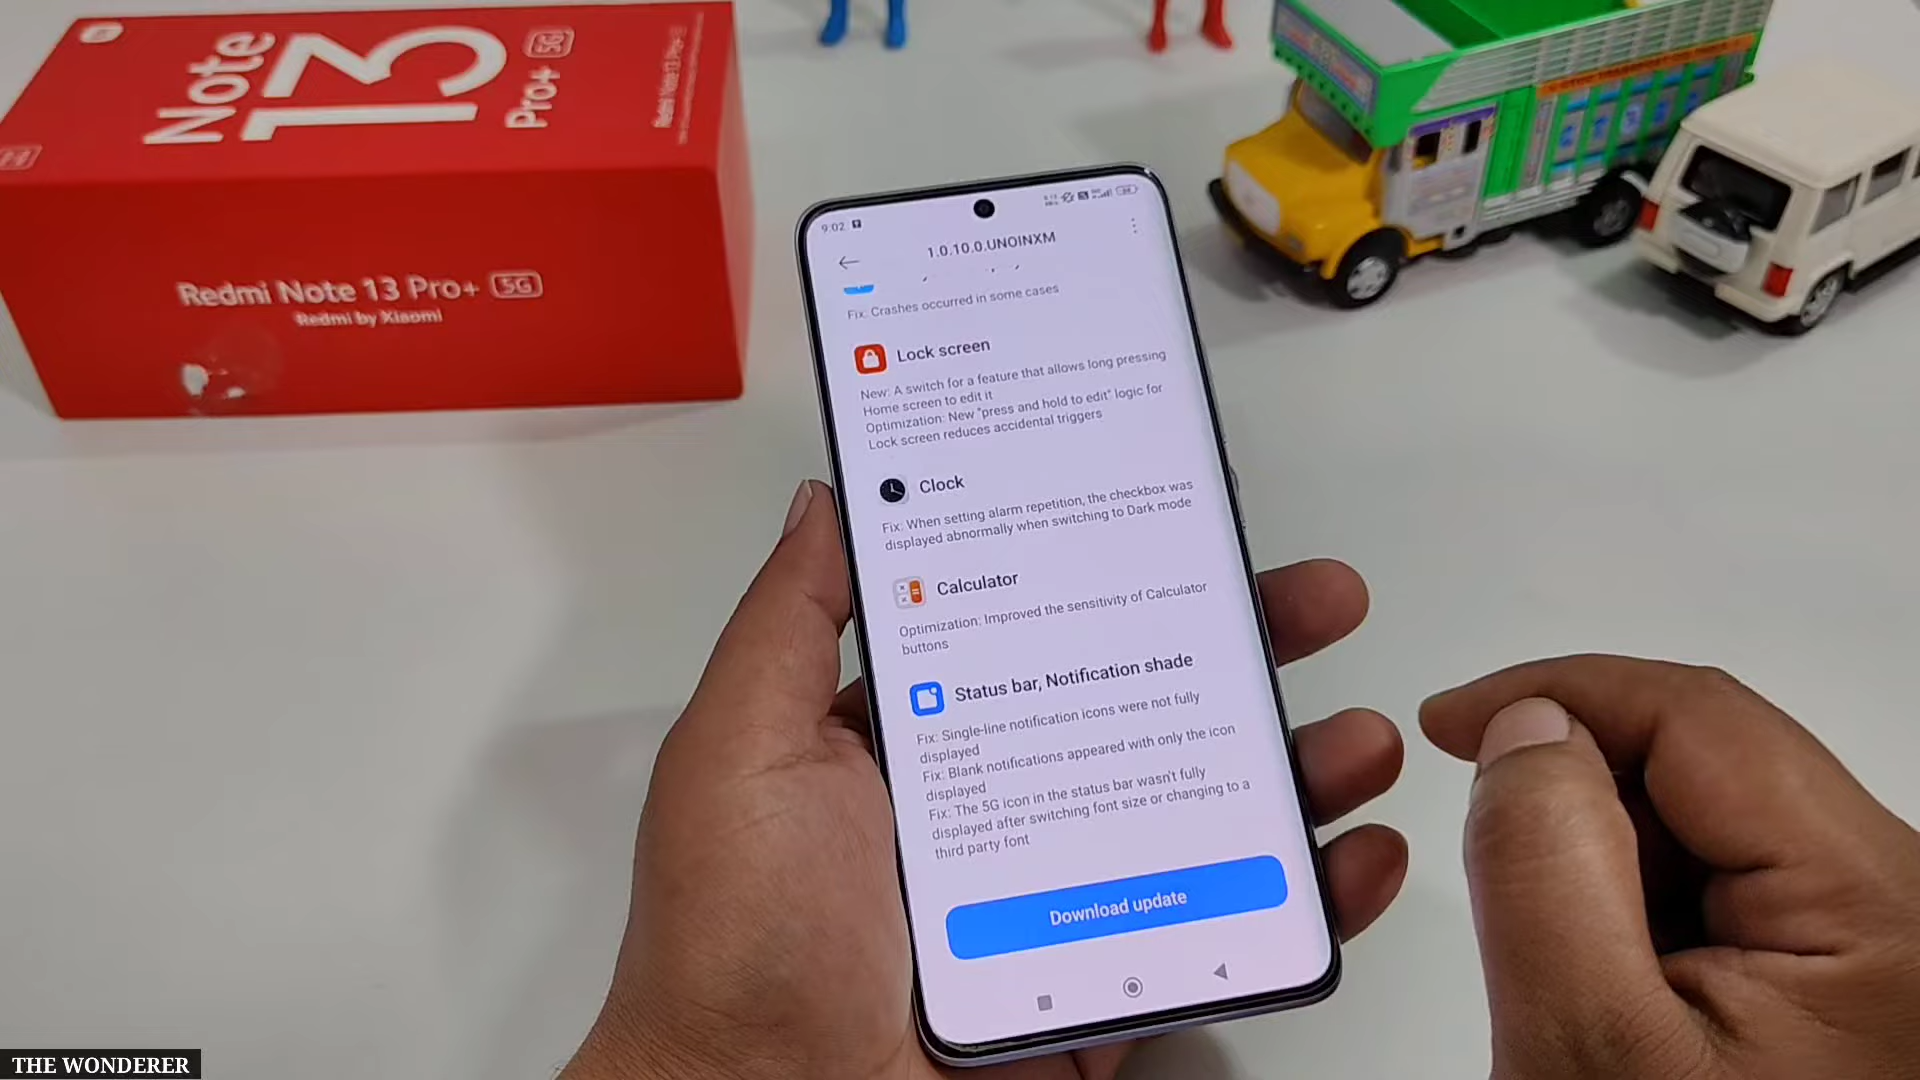 Note
13
Pro+ 5G
Redmi Note 13 Pro+ 5G
Redmi Note 13 Pro+ 5G
Redmi by Xiaomi
9:02
1.0.10.0.UNOINXM
Fix: Crashes occurred in some cases
Lock screen
New: A switch for a feature that allows long pressing
Home screen to edit it
Optimization: New "press and hold to edit" logic for
Lock screen reduces accidental triggers
Clock
Fix: When setting alarm repetition, the checkbox was
displayed abnormally when switching to Dark mode
Calculator
Optimization: Improved the sensitivity of Calculator
buttons
Status bar, Notification shade
Fix: Single-line notification icons were not fully
displayed
Fix: Blank notifications appeared with only the icon
displayed
Fix: The 5G icon in the status bar wasn't fully
displayed after switching font size or changing to a
third party font
Download update
THE WONDERER